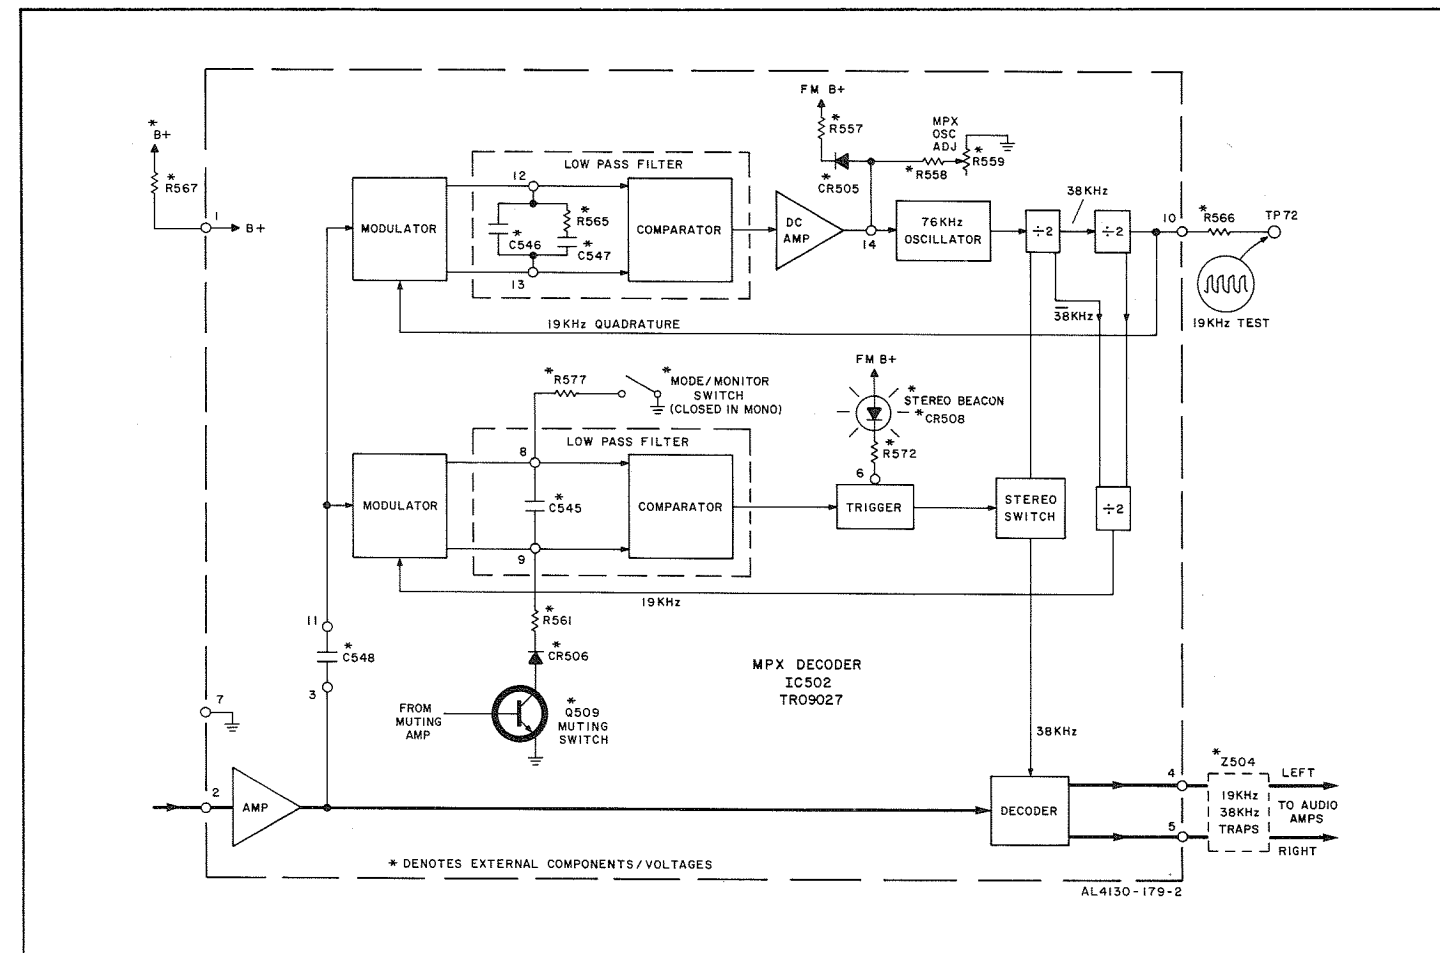 FM B+
* R557
MPX
OSC
ADJ
* R559
* R558
* CR505
* B+
* R567
1
B+
LOW PASS FILTER
12
MODULATOR
* R565
* C546
* C547
13
COMPARATOR
DC
AMP
14
76KHz
OSCILLATOR
÷2
38KHz
÷2
10
* R566
TP72
38KHz
19KHz QUADRATURE
19KHz TEST
* R577
* MODE/MONITOR
SWITCH
(CLOSED IN MONO)
FM B+
* STEREO BEACON
* CR508
* R572
6
LOW PASS FILTER
8
MODULATOR
* C545
COMPARATOR
TRIGGER
STEREO
SWITCH
÷2
9
19KHz
* R561
11
* C548
* CR506
3
MPX DECODER
IC502
TR09027
7
FROM
MUTING
AMP
* Q509
MUTING
SWITCH
38KHz
2
AMP
DECODER
4
* Z504
19KHz
38KHz
TRAPS
LEFT
TO AUDIO
AMPS
5
RIGHT
* DENOTES EXTERNAL COMPONENTS/VOLTAGES
AL4130-179-2